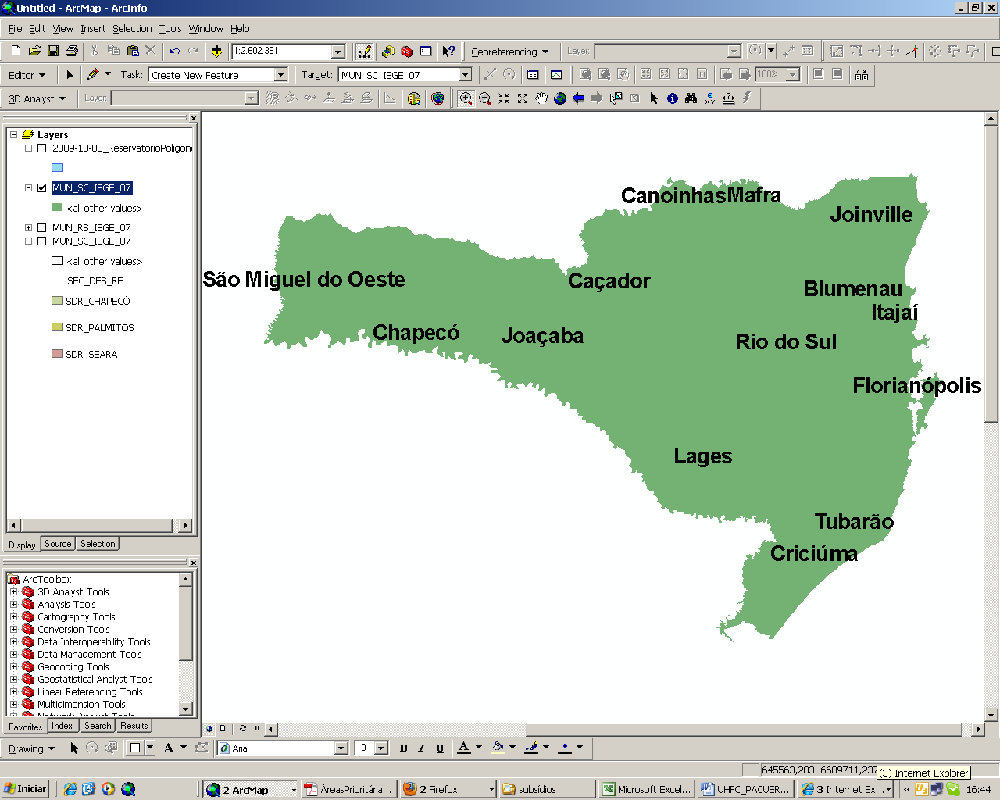 Untitled - ArcMap - ArcInfo
File Edit View Insert Selection Tools Window Help
1:2.602.361 Georeferencing Layer:
Editor Task: Create New Feature Target: MUN_SC_IBGE_07 100%
3D Analyst Layer:
Layers
2009-10-03_ReservatorioPoligono
MUN_SC_IBGE_07
<all other values>
MUN_RS_IBGE_07
MUN_SC_IBGE_07
<all other values>
SEC_DES_RE
SDR_CHAPECÓ
SDR_PALMITOS
SDR_SEARA
Display Source Selection
ArcToolbox
3D Analyst Tools
Analysis Tools
Cartography Tools
Conversion Tools
Data Interoperability Tools
Data Management Tools
Geocoding Tools
Geostatistical Analyst Tools
Linear Referencing Tools
Multidimension Tools
Network Analyst Tools
Favorites Index Search Results
Canoinhas Mafra
Joinville
São Miguel do Oeste
Caçador
Blumenau
Itajaí
Chapecó
Joaçaba
Rio do Sul
Florianópolis
Lages
Tubarão
Criciúma
Drawing A Arial 10 B I U A
645563,283 6689711,237
(3) Internet Explorer
Iniciar 2 ArcMap ÁreasPrioritária... 2 Firefox subsídios Microsoft Excel... UHFC_PACUER... 3 Internet Ex... « 16:44